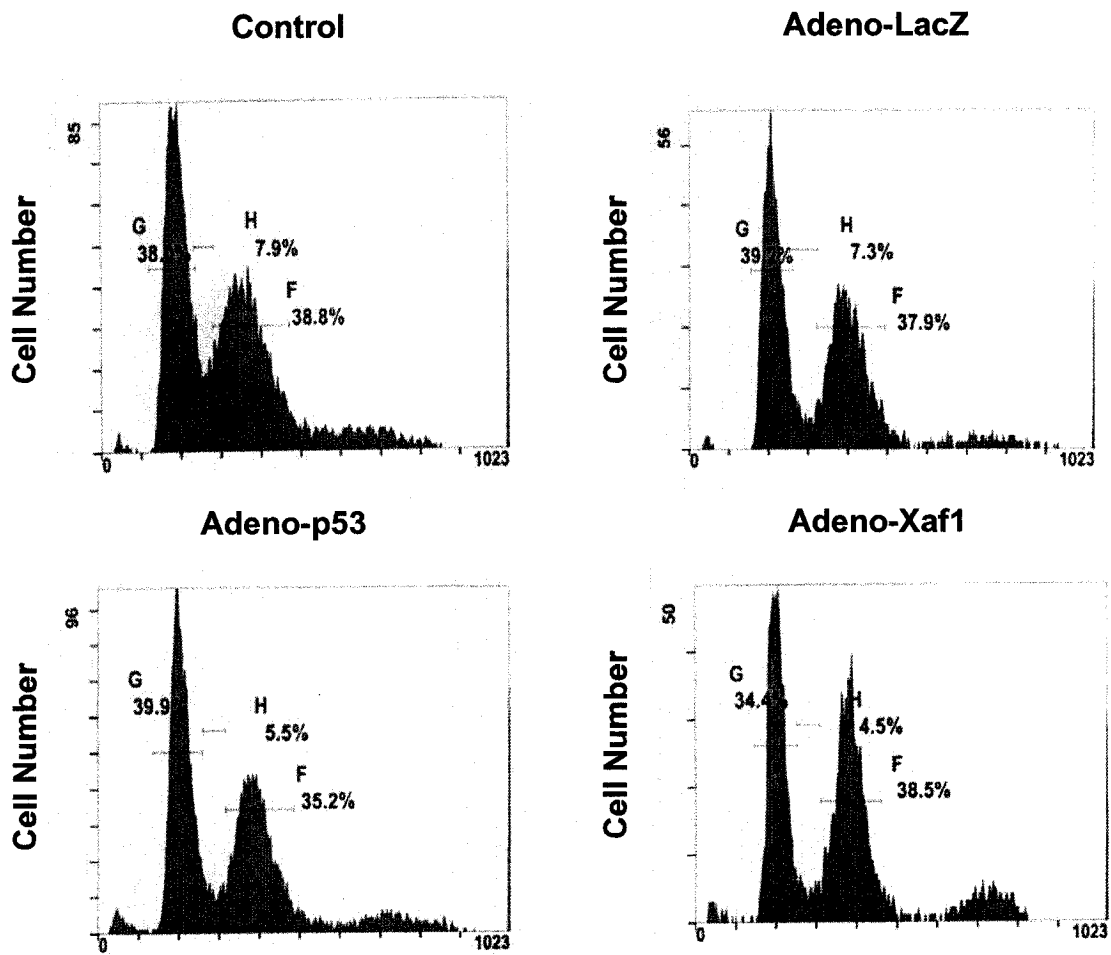 Control
Adeno-LacZ
85
Cell Number
G
H
7.9%
F
38.8%
0
1023
56
Cell Number
G
H
7.3%
F
37.9%
0
1023
Adeno-p53
Adeno-Xaf1
96
Cell Number
G
39.9
H
5.5%
F
35.2%
0
1023
50
Cell Number
G
34.4
H
4.5%
F
38.5%
0
1023